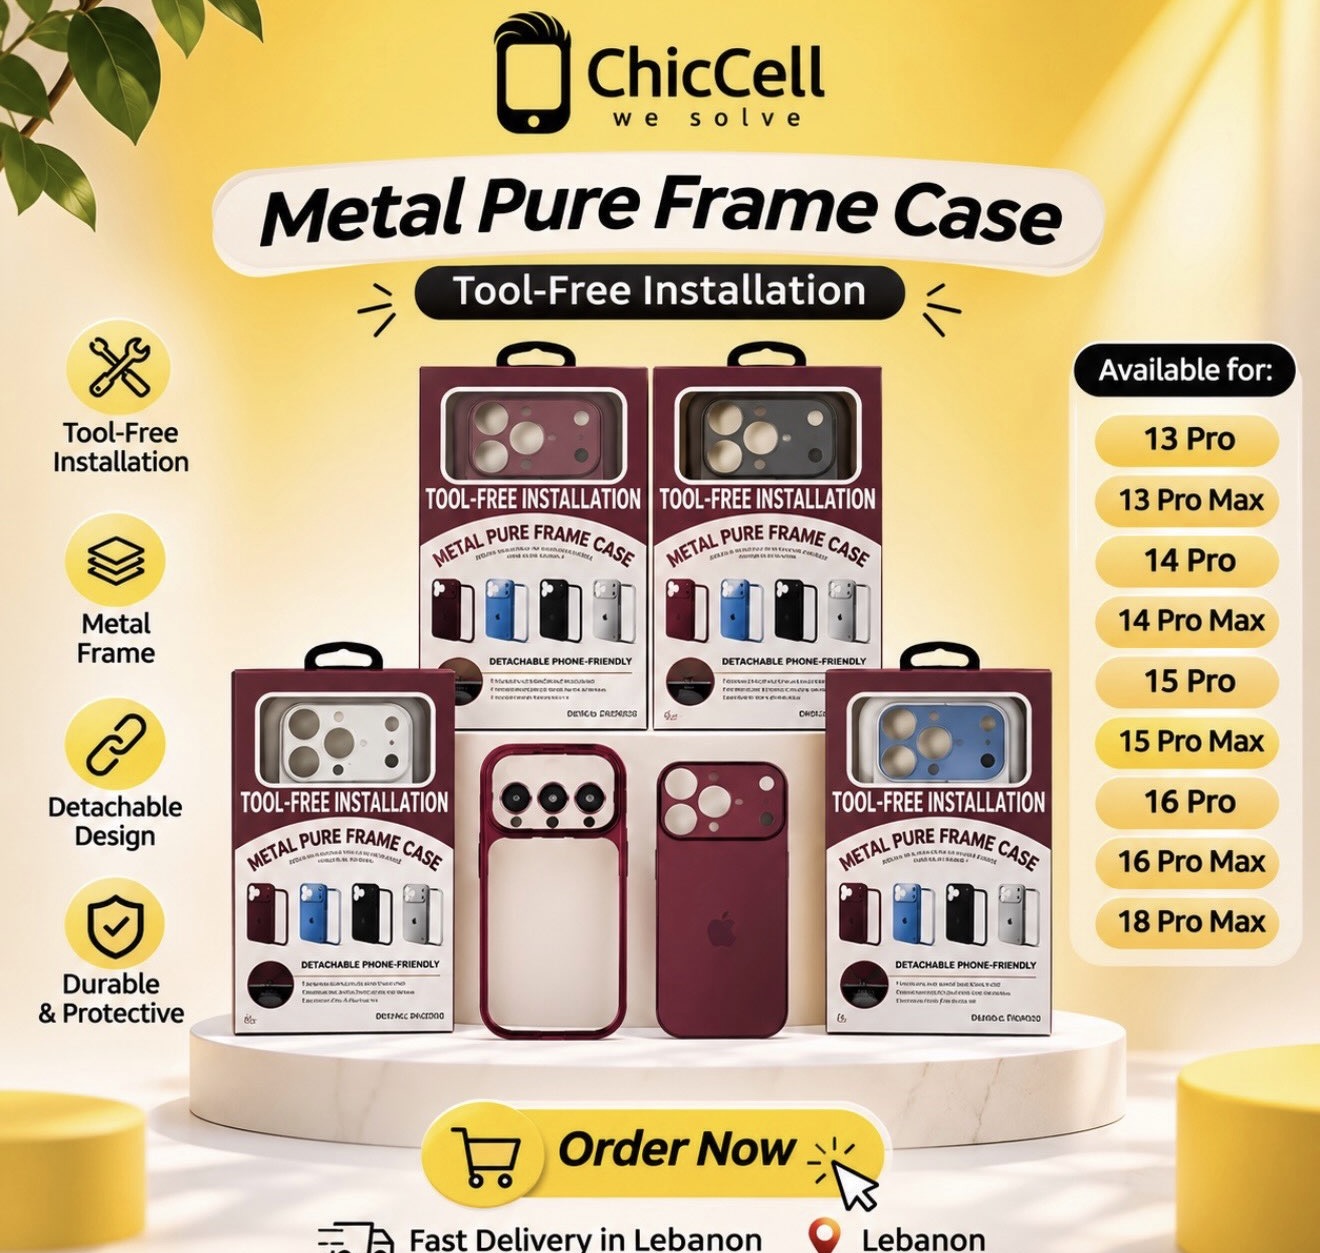 ChicCell
we solve
Metal Pure Frame Case
Tool-Free Installation
Tool-Free
Installation
Metal
Frame
Detachable
Design
Durable
& Protective
TOOL-FREE INSTALLATION
METAL PURE FRAME CASE
DETACHABLE PHONE-FRIENDLY
TOOL-FREE INSTALLATION
METAL PURE FRAME CASE
DETACHABLE PHONE-FRIENDLY
TOOL-FREE INSTALLATION
METAL PURE FRAME CASE
DETACHABLE PHONE-FRIENDLY
TOOL-FREE INSTALLATION
METAL PURE FRAME CASE
DETACHABLE PHONE-FRIENDLY
Available for:
13 Pro
13 Pro Max
14 Pro
14 Pro Max
15 Pro
15 Pro Max
16 Pro
16 Pro Max
18 Pro Max
Order Now
Fast Delivery in Lebanon
Lebanon